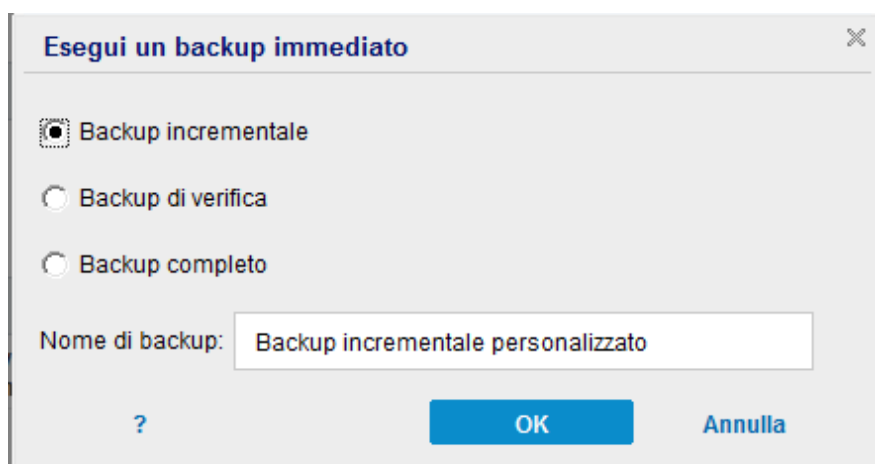 Esegui un backup immediato
Backup incrementale
Backup di verifica
Backup completo
Nome di backup: Backup incrementale personalizzato
? OK Annulla